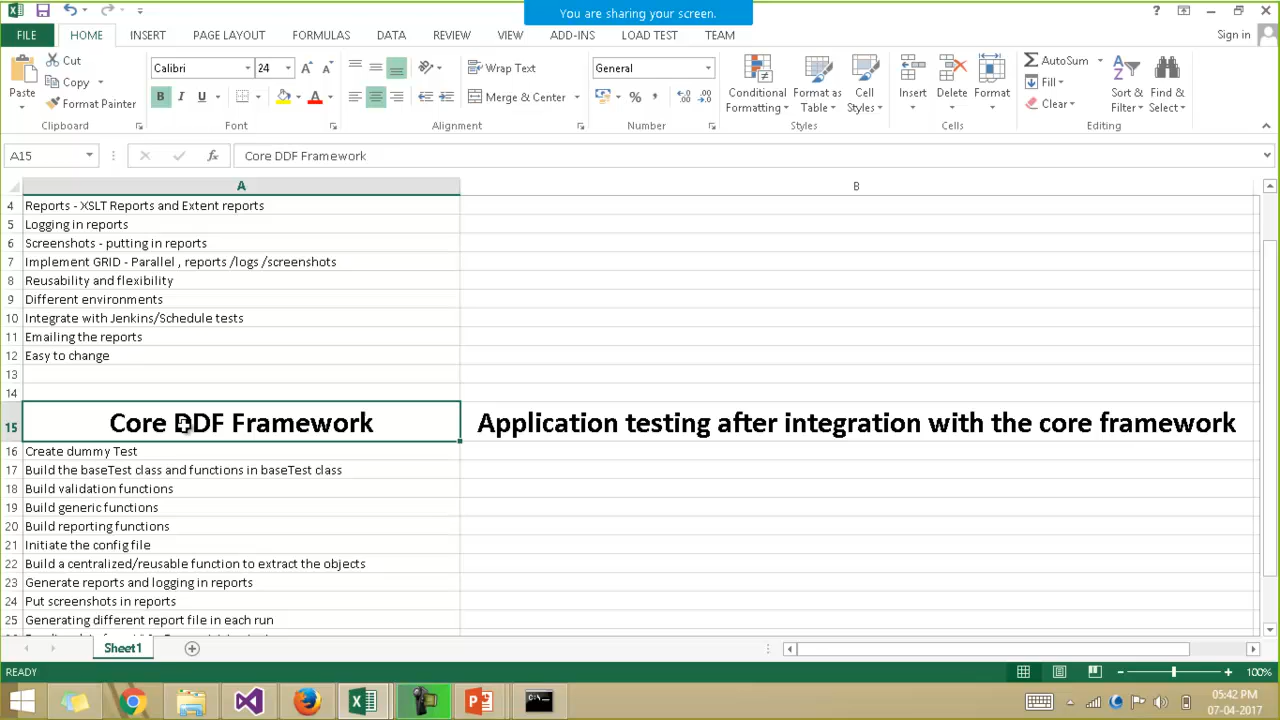 You are sharing your screen.
Sign in
FILE HOME INSERT PAGE LAYOUT FORMULAS DATA REVIEW VIEW ADD-INS LOAD TEST TEAM
Paste
Cut
Copy
Format Painter
Clipboard
Calibri 24
B I U
Font
Wrap Text
Merge & Center
Alignment
General
Number
Conditional Formatting
Format as Table
Cell Styles
Styles
Insert Delete Format
Cells
AutoSum
Fill
Clear
Sort & Filter
Find & Select
Editing
A15 fx Core DDF Framework
A B
4 Reports - XSLT Reports and Extent reports
5 Logging in reports
6 Screenshots - putting in reports
7 Implement GRID - Parallel , reports /logs /screenshots
8 Reusability and flexibility
9 Different environments
10 Integrate with Jenkins/Schedule tests
11 Emailing the reports
12 Easy to change
13
14
15 Core DDF Framework Application testing after integration with the core framework
16 Create dummy Test
17 Build the baseTest class and functions in baseTest class
18 Build validation functions
19 Build generic functions
20 Build reporting functions
21 Initiate the config file
22 Build a centralized/reusable function to extract the objects
23 Generate reports and logging in reports
24 Put screenshots in reports
25 Generating different report file in each run
Sheet1
READY 100%
05:42 PM
07-04-2017